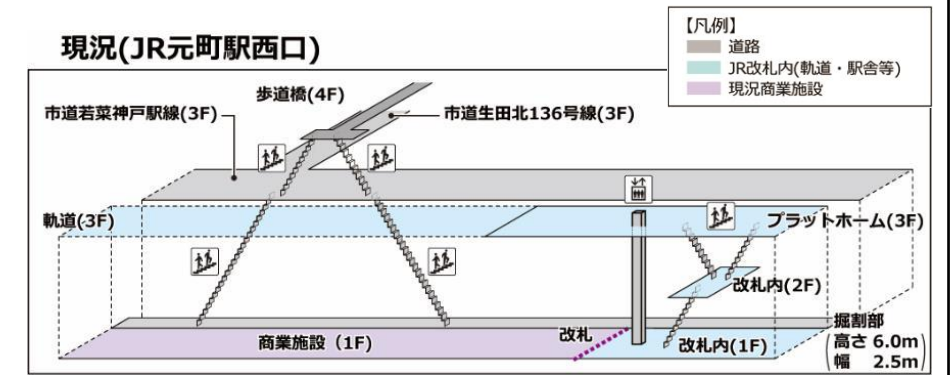 現況(JR元町駅西口)
【凡例】
道路
JR改札内(軌道・駅舎等)
現況商業施設
歩道橋(4F)
市道若菜神戸駅線(3F)
市道生田北136号線(3F)
軌道(3F)
プラットホーム(3F)
改札内(2F)
商業施設（1F）
改札
改札内(1F)
掘割部
高さ 6.0m
幅 2.5m